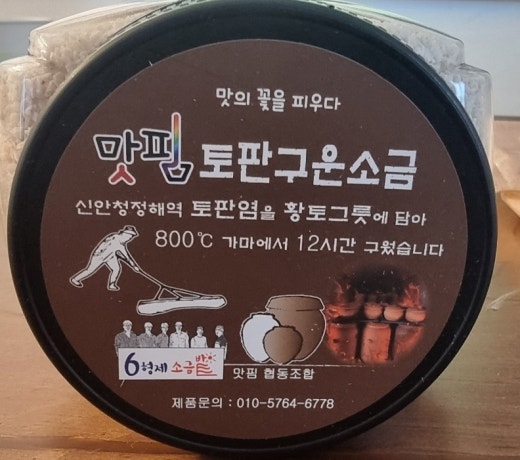 맛의 꽃을 피우다
맛핌 토판구운소금
신안청정해역 토판염을 황토그릇에 담아
800℃ 가마에서 12시간 구웠습니다
6형제 소금밭
맛핌 협동조합
제품문의 : 010-5764-6778